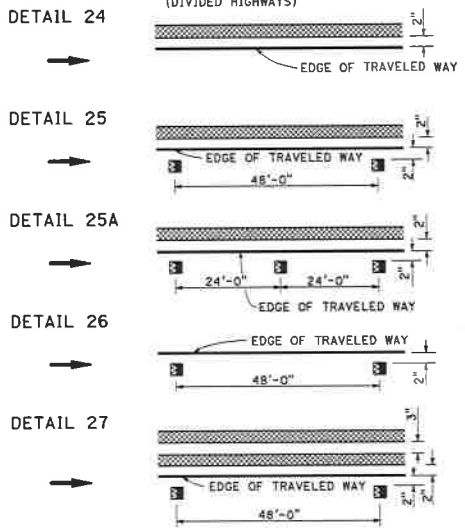 (DIVIDED HIGHWAYS)
DETAIL 24
2"
EDGE OF TRAVELED WAY
DETAIL 25
2"
EDGE OF TRAVELED WAY
48'-0"
2"
DETAIL 25A
2"
24'-0" 24'-0"
2"
EDGE OF TRAVELED WAY
DETAIL 26
EDGE OF TRAVELED WAY
48'-0"
2"
DETAIL 27
3"
EDGE OF TRAVELED WAY
48'-0"
2" 2"